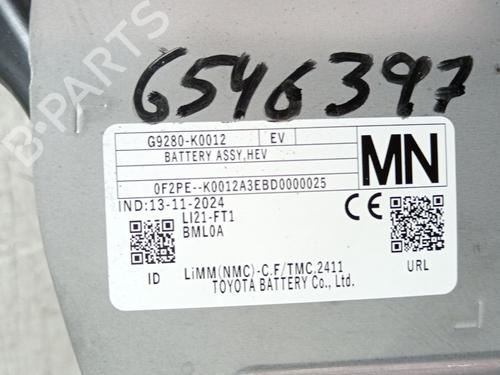 6546397
G9280-K0012 EV
BATTERY ASSY,HEV
MN
0F2PE--K0012A3EBD0000025
IND:13-11-2024
LI21-FT1
BML0A
CE
ID
LiMM(NMC)-C.F/TMC,2411
URL
TOYOTA BATTERY Co., Ltd.
B-PARTS